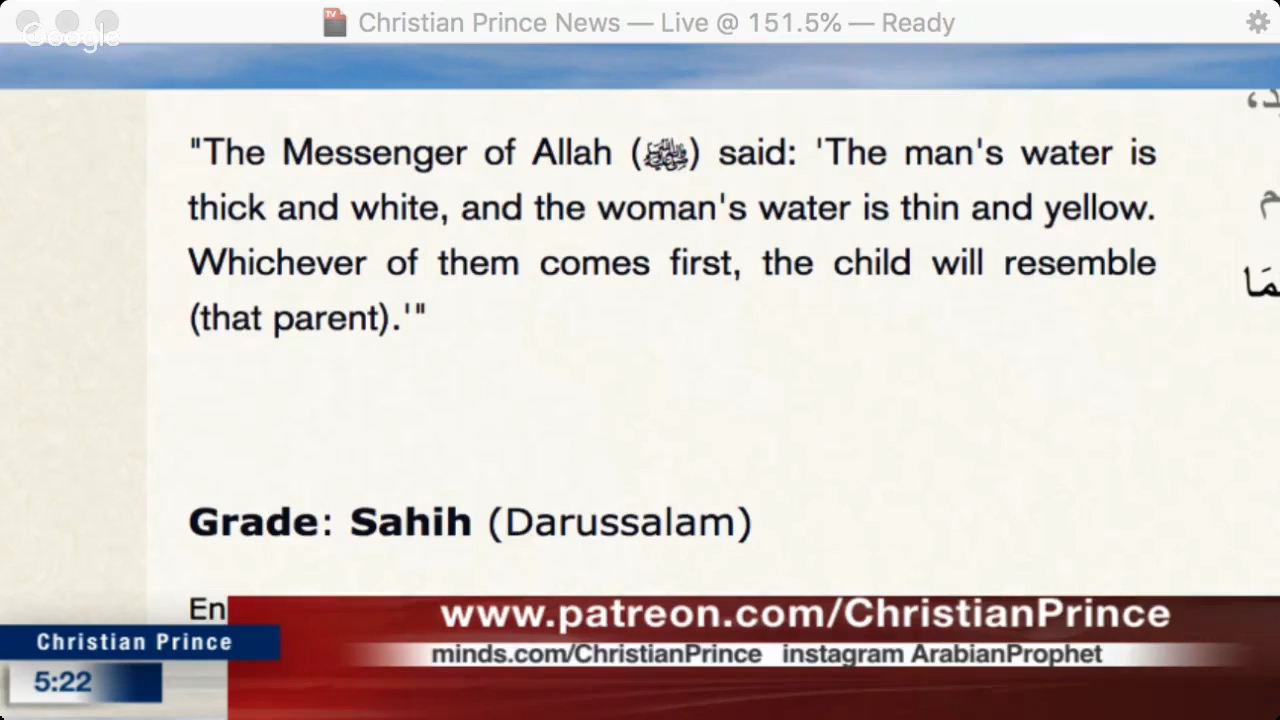 Christian Prince News — Live @ 151.5% — Ready
Google
"The Messenger of Allah (ﷺ) said: 'The man's water is
thick and white, and the woman's water is thin and yellow.
Whichever of them comes first, the child will resemble
(that parent).'"
Grade: Sahih (Darussalam)
En
www.patreon.com/ChristianPrince
Christian Prince
minds.com/ChristianPrince instagram ArabianProphet
5:22